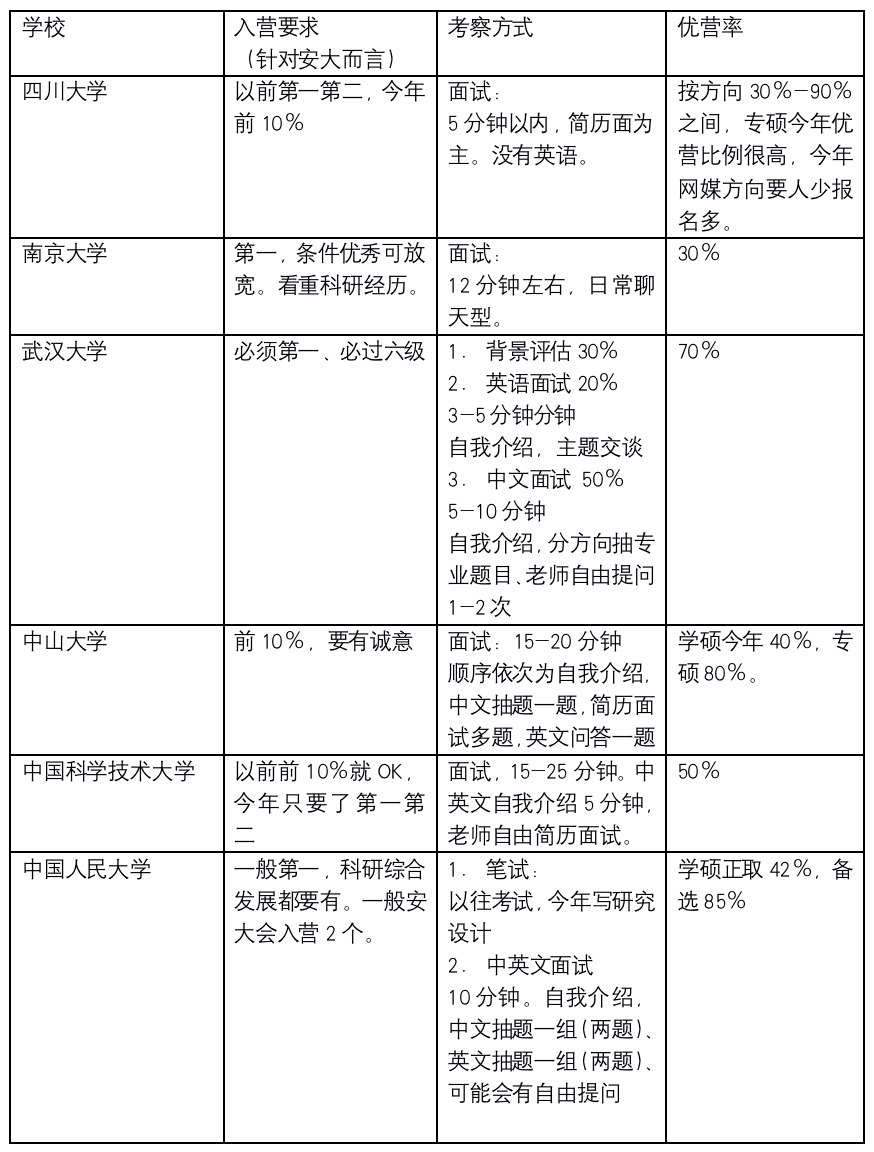 学校
入营要求
（针对安大而言）
考察方式
优营率
四川大学
以前第一第二，今年
前 10%
面试：
5 分钟以内，简历面为
主。没有英语。
按方向 30%-90%
之间，专硕今年优
营比例很高，今年
网媒方向要人少报
名多。
南京大学
第一，条件优秀可放
宽。看重科研经历。
面试：
12 分钟左右，日常聊
天型。
30%
武汉大学
必须第一、必过六级
1. 背景评估 30%
2. 英语面试 20%
3-5 分钟分钟
自我介绍，主题交谈
3. 中文面试 50%
5-10 分钟
自我介绍，分方向抽专
业题目、老师自由提问
1-2 次
70%
中山大学
前 10%，要有诚意
面试：15-20 分钟
顺序依次为自我介绍，
中文抽题一题，简历面
试多题，英文问答一题
学硕今年 40%，专
硕 80%。
中国科学技术大学
以前前 10%就 OK，
今年只要了第一第
二
面试，15-25 分钟。中
英文自我介绍 5 分钟，
老师自由简历面试。
50%
中国人民大学
一般第一，科研综合
发展都要有。一般安
大会入营 2 个。
1. 笔试：
以往考试，今年写研究
设计
2. 中英文面试
10 分钟。自我介绍，
中文抽题一组（两题）、
英文抽题一组（两题）、
可能会有自由提问
学硕正取 42%，备
选 85%